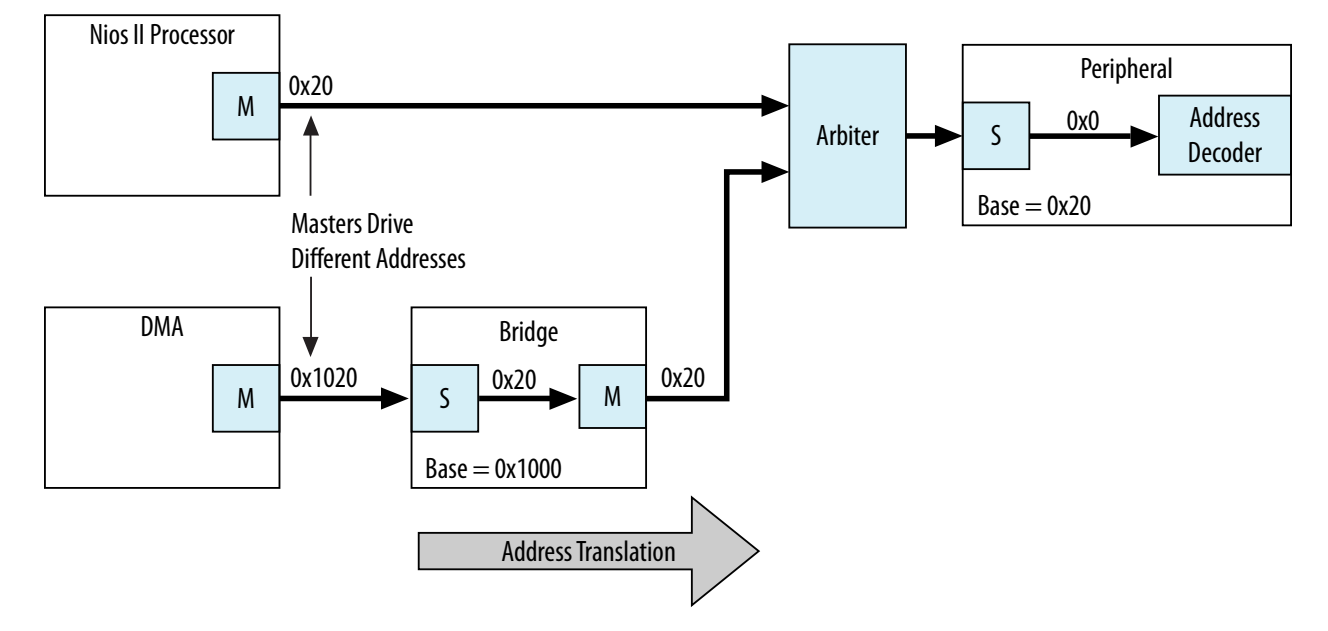 Nios II Processor
M
0x20
Arbiter
Peripheral
S
0x0
Address
Decoder
Base = 0x20
Masters Drive
Different Addresses
DMA
M
0x1020
Bridge
S
0x20
M
0x20
Base = 0x1000
Address Translation